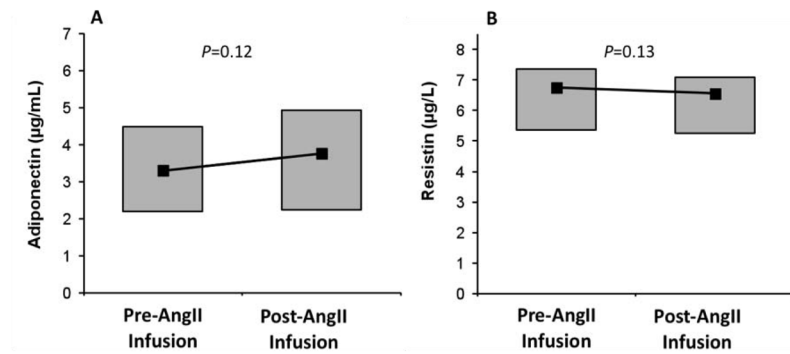 A
P=0.12
Adiponectin (µg/mL)
7
6
5
4
3
2
1
0
Pre-AngII
Infusion
Post-AngII
Infusion
B
P=0.13
Resistin (µg/L)
8
7
6
5
4
3
2
1
0
Pre-AngII
Infusion
Post-AngII
Infusion